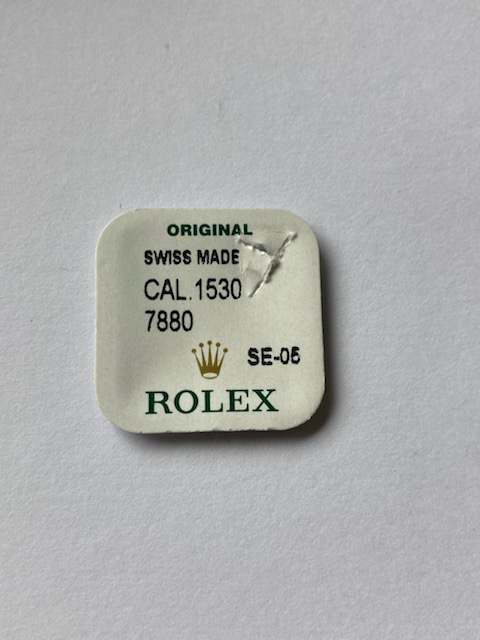 ORIGINAL
SWISS MADE
CAL.1530
7880
SE-05
ROLEX